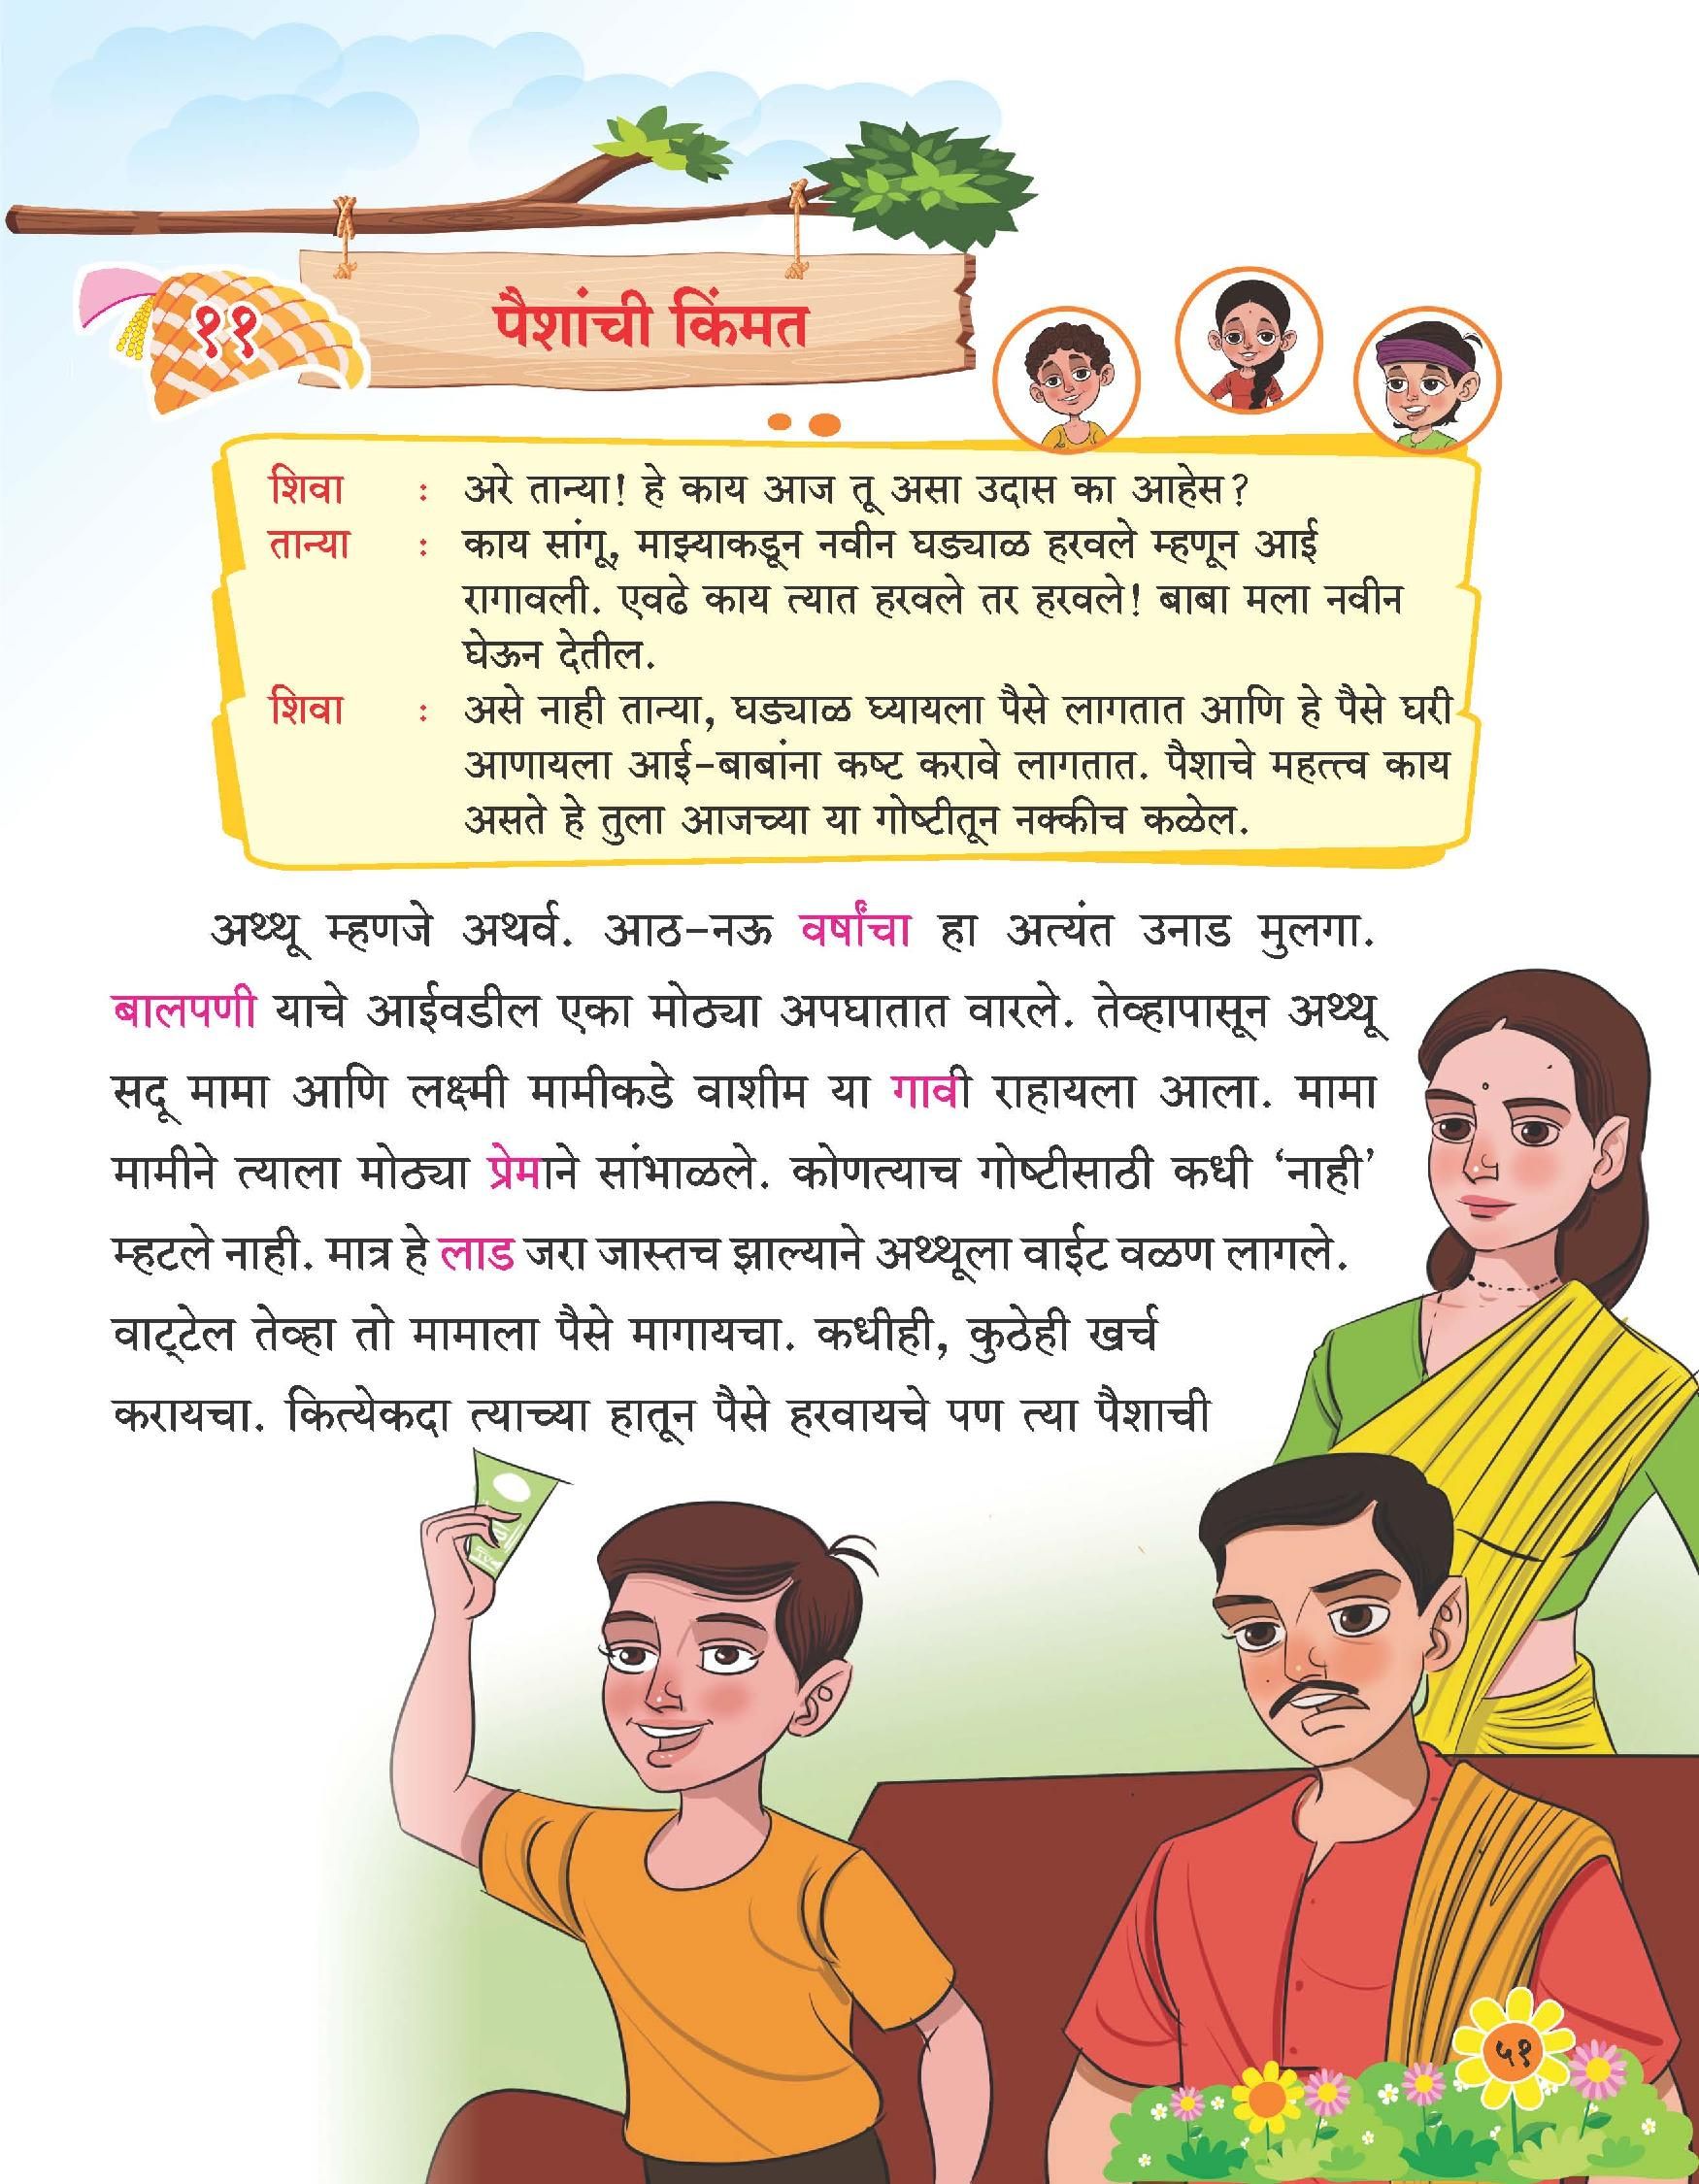 ११
पैशांची किंमत
शिवा : अरे तान्या! हे काय आज तू असा उदास का आहेस?
तान्या : काय सांगू, माझ्याकडून नवीन घड्याळ हरवले म्हणून आई
रागावली. एवढे काय त्यात हरवले तर हरवले! बाबा मला नवीन
घेऊन देतील.
शिवा : असे नाही तान्या, घड्याळ घ्यायला पैसे लागतात आणि हे पैसे घरी
आणायला आई-बाबांना कष्ट करावे लागतात. पैशाचे महत्त्व काय
असते हे तुला आजच्या या गोष्टीतून नक्कीच कळेल.
अथ्थू म्हणजे अथर्व. आठ-नऊ वर्षांचा हा अत्यंत उनाड मुलगा.
बालपणी याचे आईवडील एका मोठ्या अपघातात वारले. तेव्हापासून अथ्थू
सदू मामा आणि लक्ष्मी मामीकडे वाशीम या गावी राहायला आला. मामा
मामीने त्याला मोठ्या प्रेमाने सांभाळले. कोणत्याच गोष्टीसाठी कधी ‘नाही’
म्हटले नाही. मात्र हे लाड जरा जास्तच झाल्याने अथ्थूला वाईट वळण लागले.
वाट्टेल तेव्हा तो मामाला पैसे मागायचा. कधीही, कुठेही खर्च
करायचा. कित्येकदा त्याच्या हातून पैसे हरवायचे पण त्या पैशाची
५१